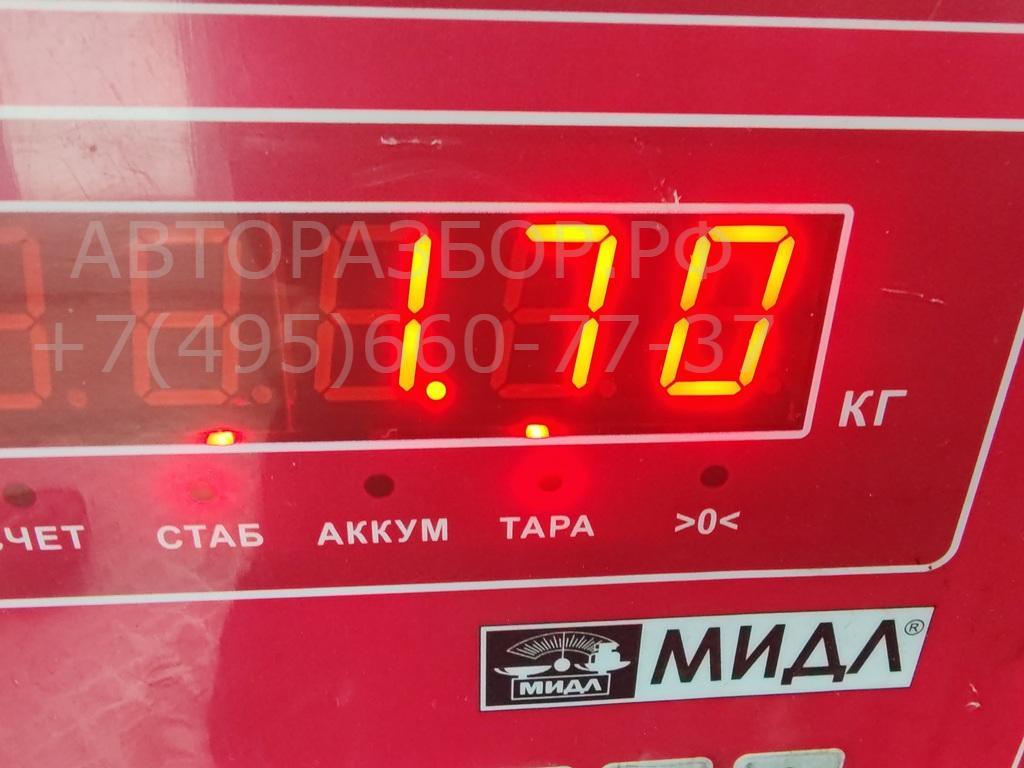 АВТОРАЗБОР.РФ
+7(495)660-77-37
1.70
КГ
ЧЕТ СТАБ АККУМ ТАРА >0<
МИДЛ МИДЛ®